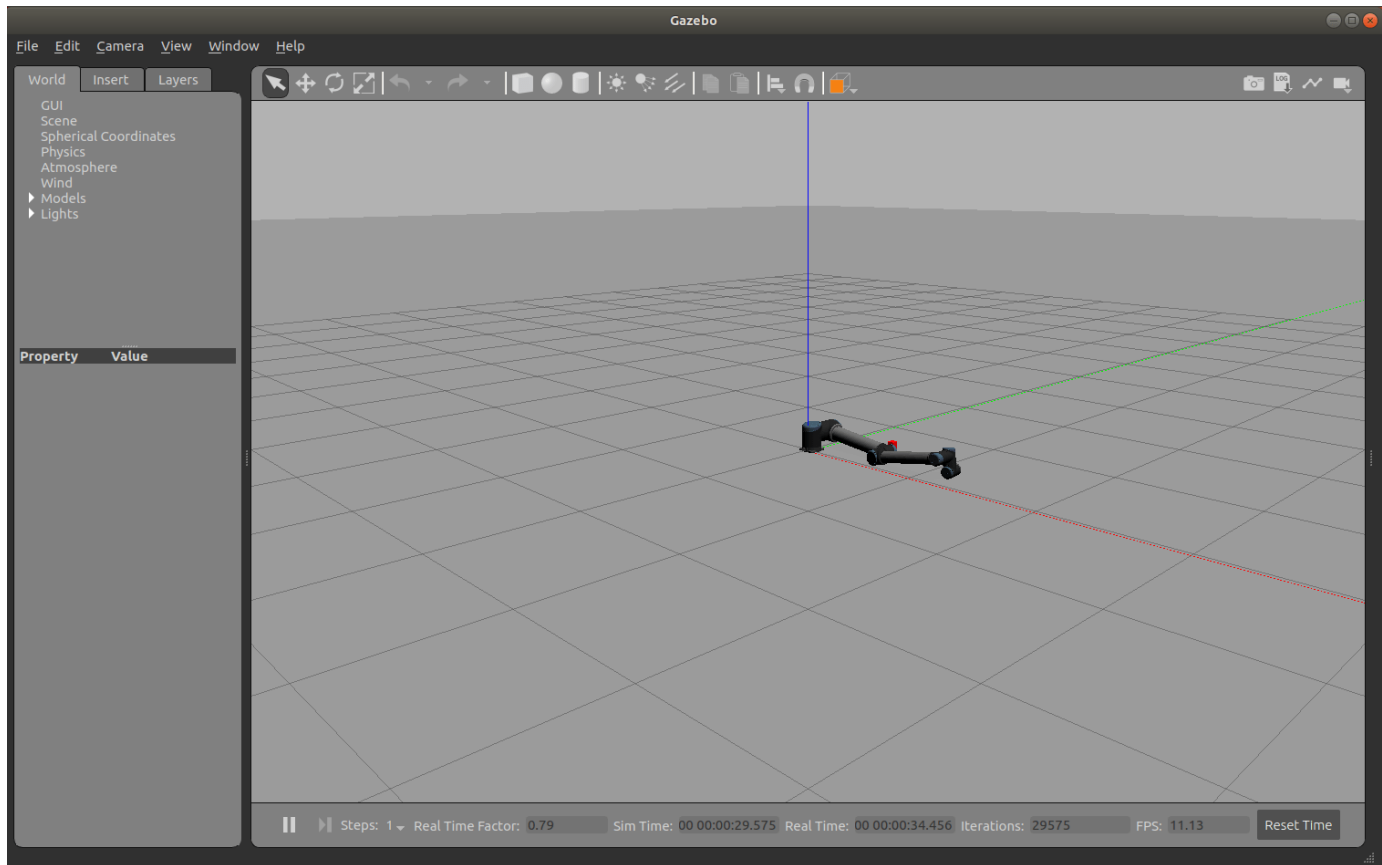 Gazebo
File Edit Camera View Window Help
World Insert Layers
LOG
GUI
Scene
Spherical Coordinates
Physics
Atmosphere
Wind
Models
Lights
Property Value
Steps: 1 Real Time Factor: 0.79 Sim Time: 00 00:00:29.575 Real Time: 00 00:00:34.456 Iterations: 29575 FPS: 11.13 Reset Time